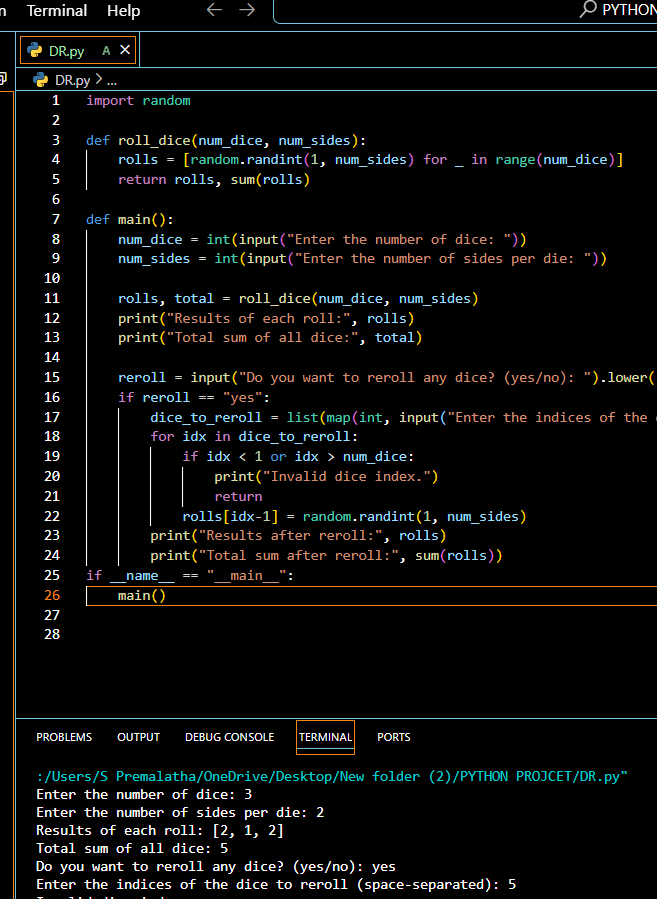 Terminal Help
PYTHON
DR.py A
DR.py > ...
1 import random
2
3 def roll_dice(num_dice, num_sides):
4     rolls = [random.randint(1, num_sides) for _ in range(num_dice)]
5     return rolls, sum(rolls)
6
7 def main():
8     num_dice = int(input("Enter the number of dice: "))
9     num_sides = int(input("Enter the number of sides per die: "))
10
11     rolls, total = roll_dice(num_dice, num_sides)
12     print("Results of each roll:", rolls)
13     print("Total sum of all dice:", total)
14
15     reroll = input("Do you want to reroll any dice? (yes/no): ").lower(
16     if reroll == "yes":
17         dice_to_reroll = list(map(int, input("Enter the indices of the
18         for idx in dice_to_reroll:
19             if idx < 1 or idx > num_dice:
20                 print("Invalid dice index.")
21                 return
22             rolls[idx-1] = random.randint(1, num_sides)
23         print("Results after reroll:", rolls)
24         print("Total sum after reroll:", sum(rolls))
25 if __name__ == "__main__":
26     main()
27
28
PROBLEMS OUTPUT DEBUG CONSOLE TERMINAL PORTS
:/Users/S Premalatha/OneDrive/Desktop/New folder (2)/PYTHON PROJCET/DR.py"
Enter the number of dice: 3
Enter the number of sides per die: 2
Results of each roll: [2, 1, 2]
Total sum of all dice: 5
Do you want to reroll any dice? (yes/no): yes
Enter the indices of the dice to reroll (space-separated): 5